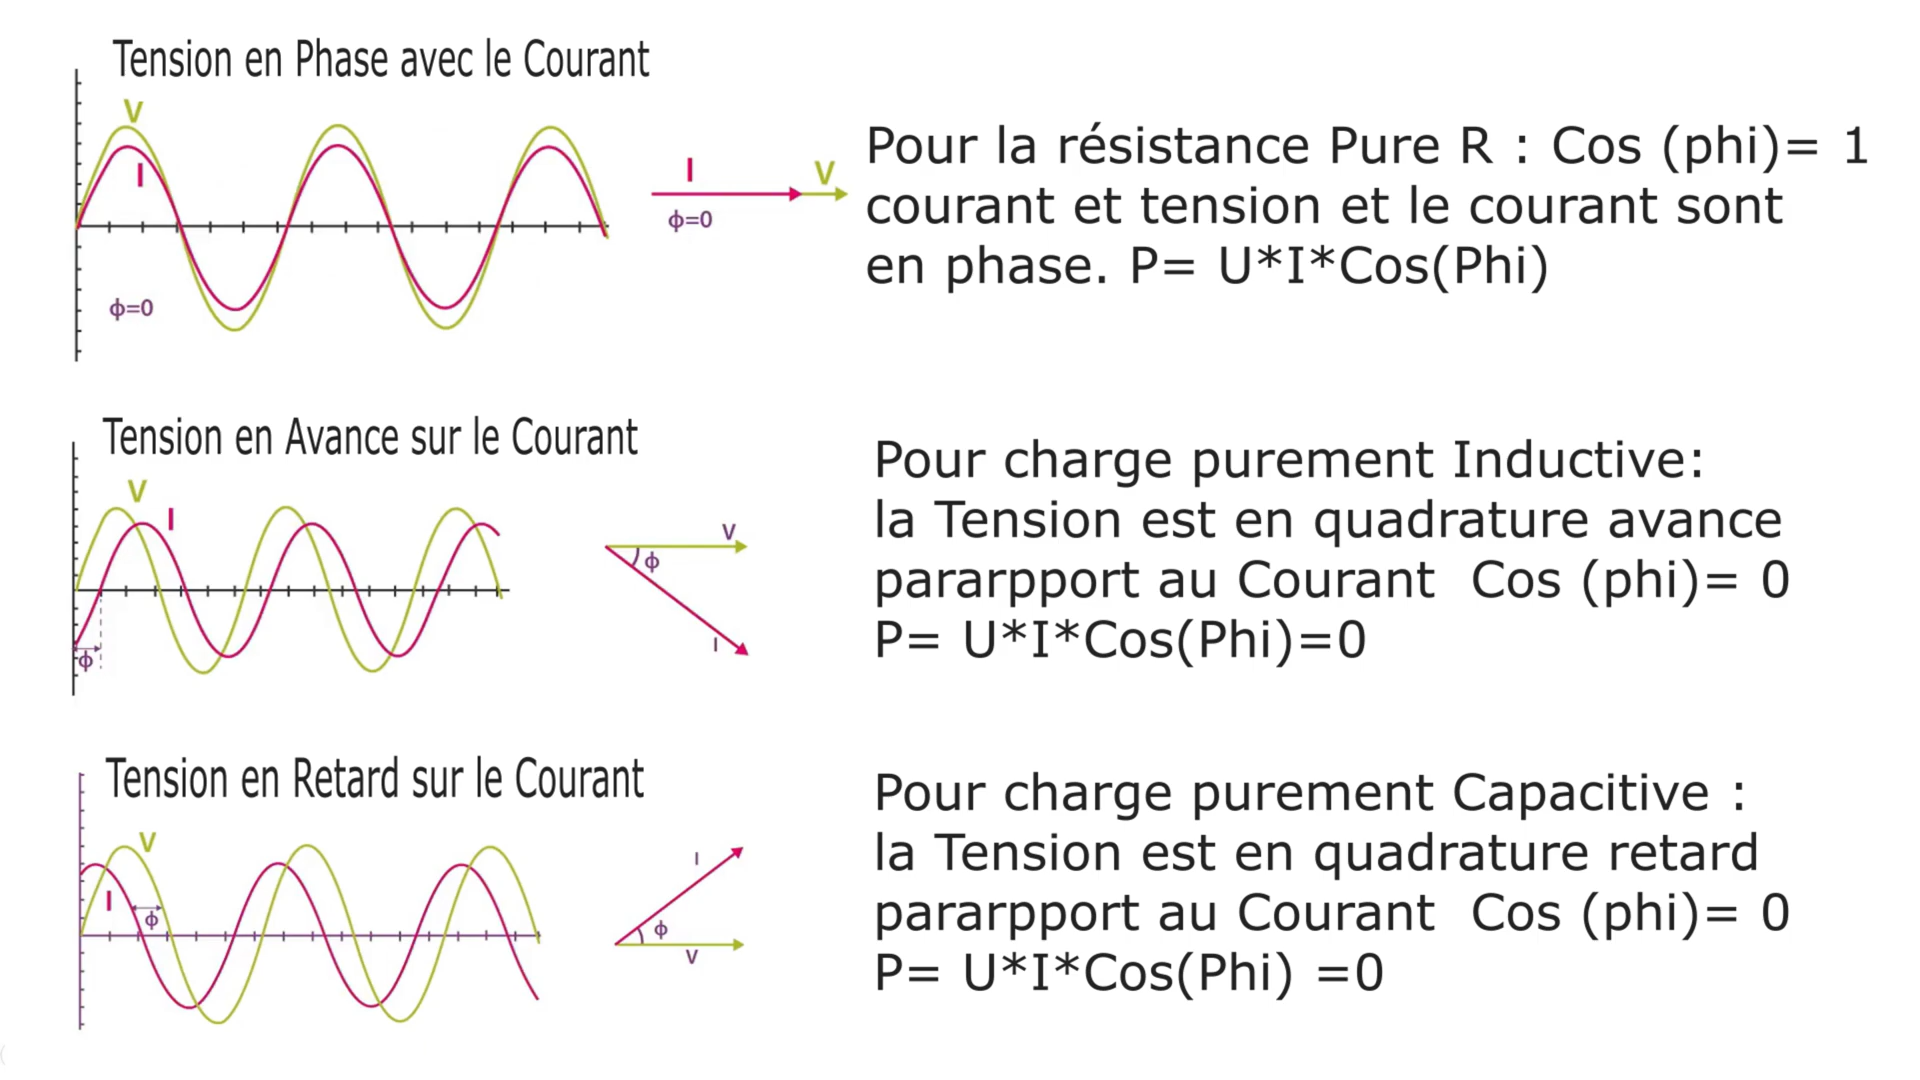 Tension en Phase avec le Courant
V
I
ϕ=0
I
V
ϕ=0
Pour la résistance Pure R : Cos (phi)= 1
courant et tension et le courant sont
en phase. P= U*I*Cos(Phi)
Tension en Avance sur le Courant
V
I
ϕ
V
ϕ
I
Pour charge purement Inductive:
la Tension est en quadrature avance
pararpport au Courant  Cos (phi)= 0
P= U*I*Cos(Phi)=0
Tension en Retard sur le Courant
V
I
ϕ
I
ϕ
V
Pour charge purement Capacitive :
la Tension est en quadrature retard
pararpport au Courant  Cos (phi)= 0
P= U*I*Cos(Phi) =0